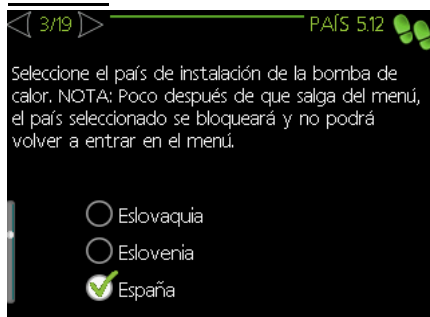 3/19
PAÍS 5.12
Seleccione el país de instalación de la bomba de
calor. NOTA: Poco después de que salga del menú,
el país seleccionado se bloqueará y no podrá
volver a entrar en el menú.
Eslovaquia
Eslovenia
España